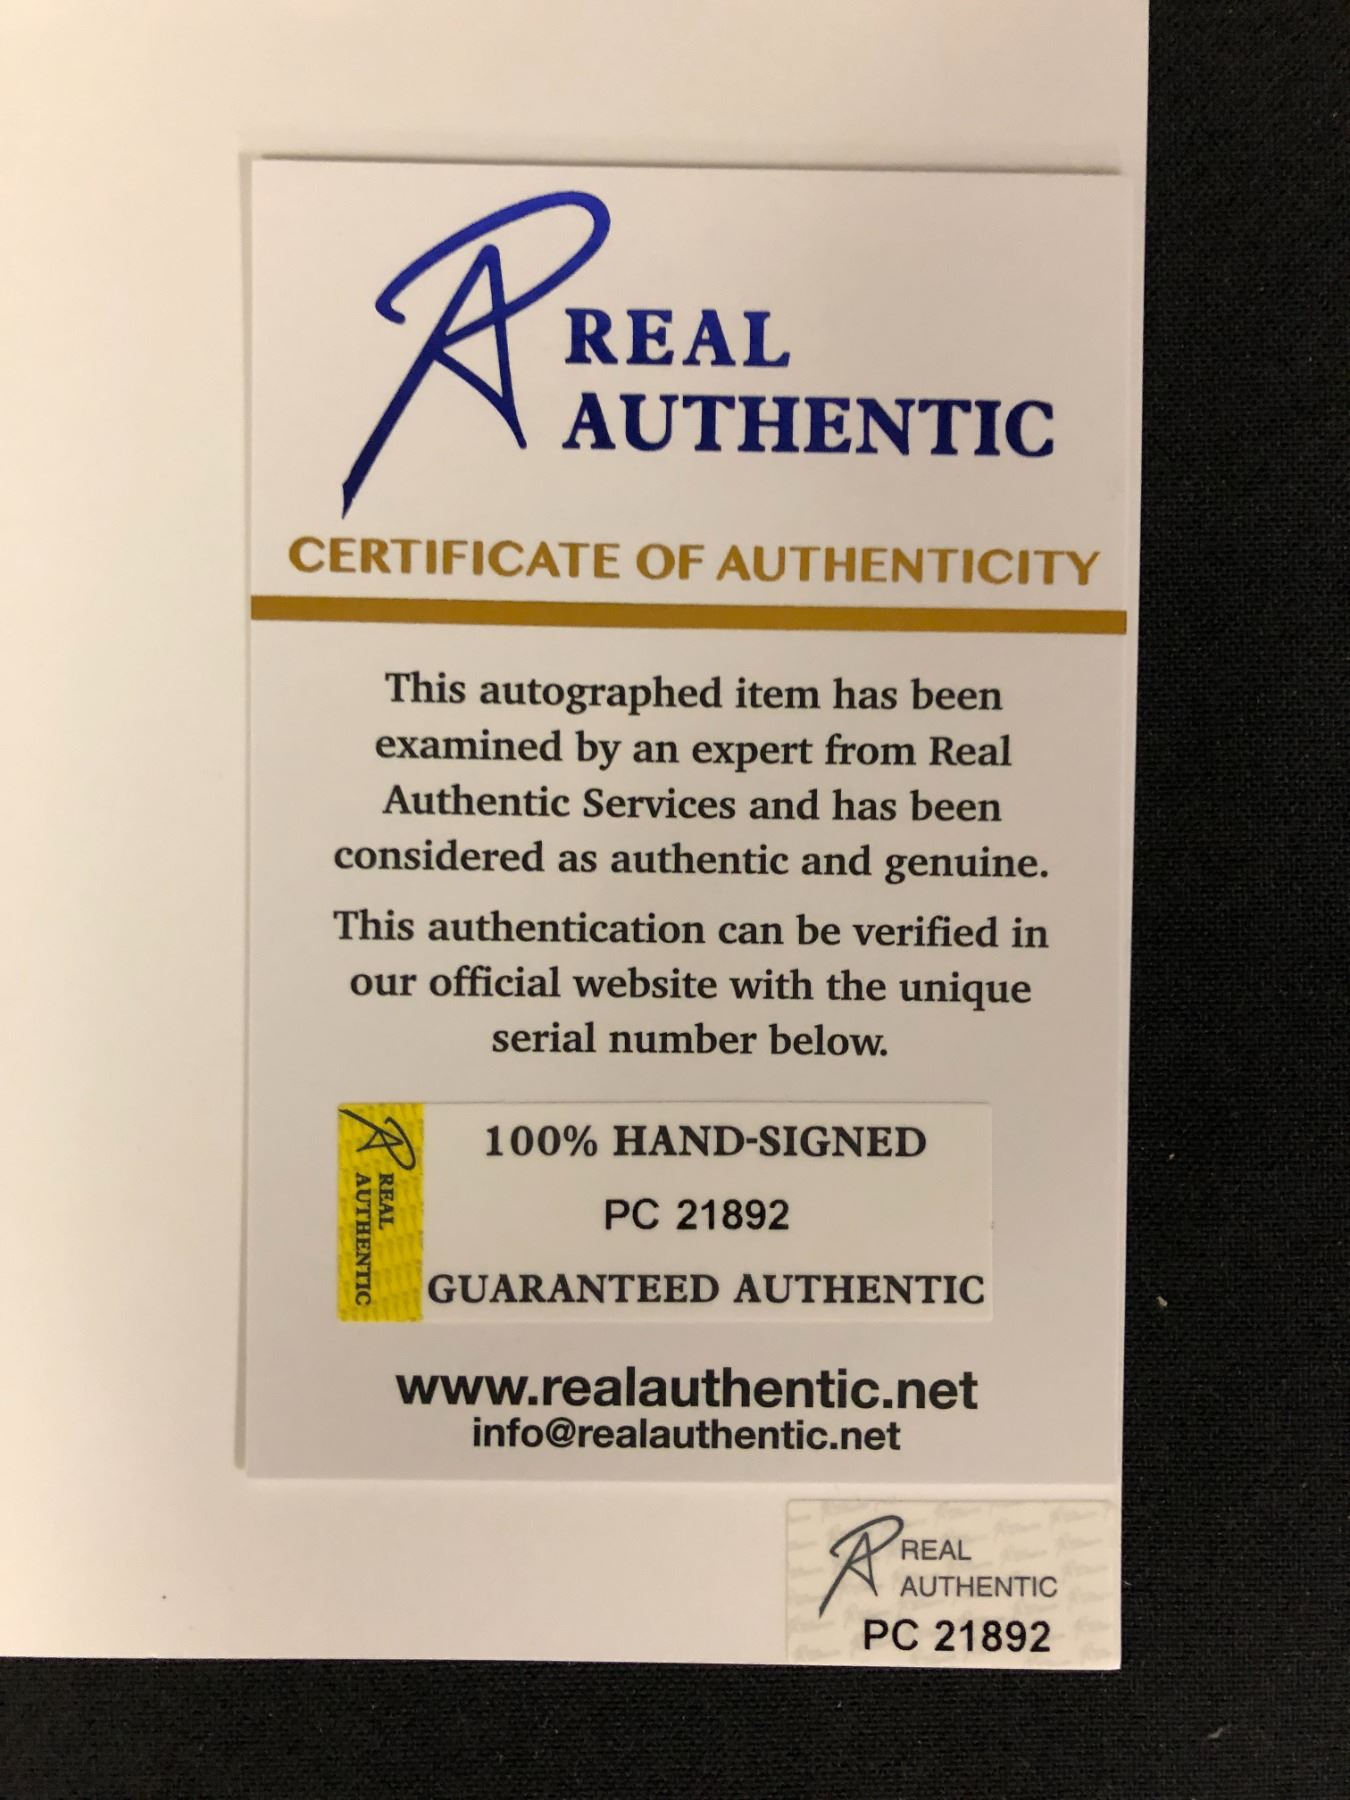 REAL
AUTHENTIC
CERTIFICATE OF AUTHENTICITY
This autographed item has been
examined by an expert from Real
Authentic Services and has been
considered as authentic and genuine.
This authentication can be verified in
our official website with the unique
serial number below.
REAL
AUTHENTIC
100% HAND-SIGNED
PC 21892
GUARANTEED AUTHENTIC
www.realauthentic.net
info@realauthentic.net
REAL
AUTHENTIC
PC 21892